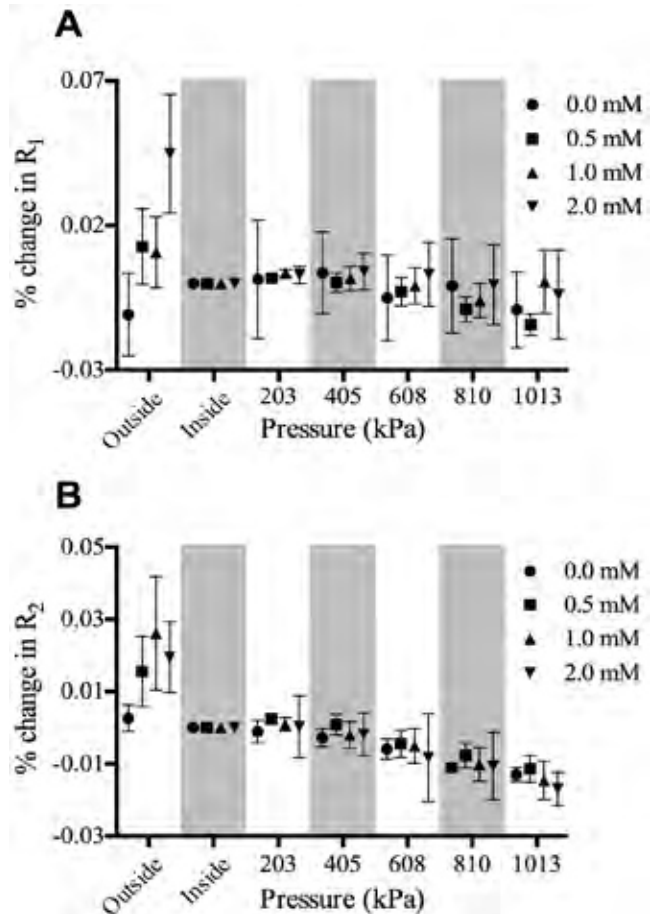 A
% change in R1
0.07
0.02
-0.03
0.0 mM
0.5 mM
1.0 mM
2.0 mM
Outside
Inside
203
405
608
810
1013
Pressure (kPa)
B
% change in R2
0.05
0.03
0.01
-0.01
-0.03
0.0 mM
0.5 mM
1.0 mM
2.0 mM
Outside
Inside
203
405
608
810
1013
Pressure (kPa)